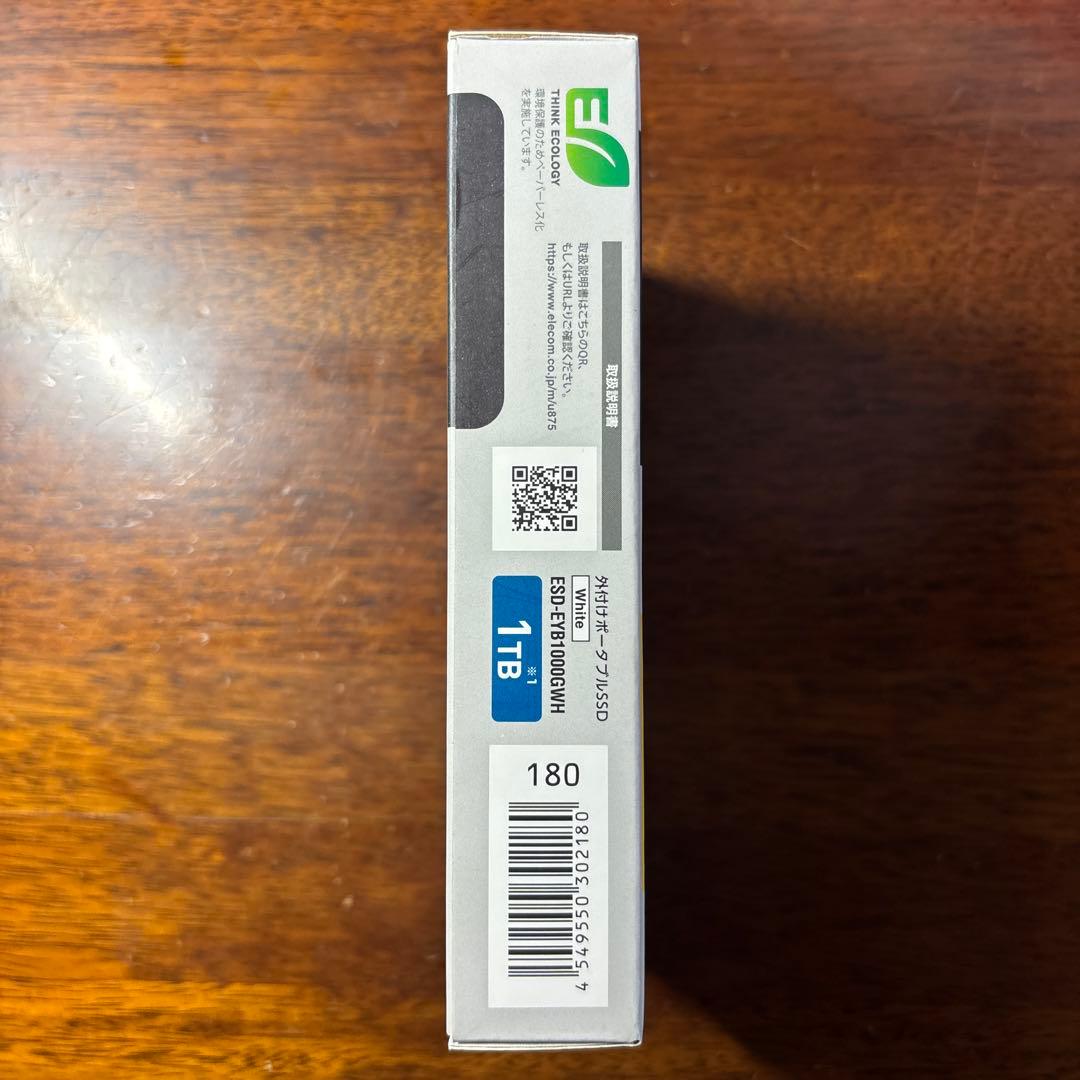 THINK ECOLOGY
環境保護のためペーパーレス化
を実施しています。
取扱説明書
取扱説明書はこちらのQR、
もしくはURLよりご確認ください。
https://www.elecom.co.jp/m/u875
外付けポータブルSSD
White
ESD-EYB1000GWH
1TB ※1
180
4 549550 302180